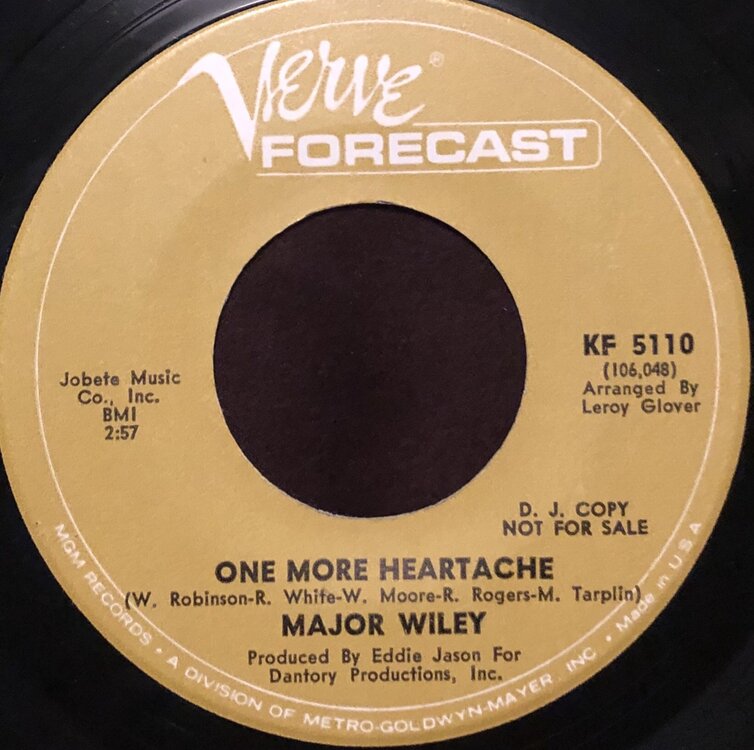 Verve®
FORECAST
KF 5110
(106,048)
Arranged By
Leroy Glover
Jobete Music
Co., Inc.
BMI
2:57
D. J. COPY
NOT FOR SALE
ONE MORE HEARTACHE
(W. Robinson-R. White-W. Moore-R. Rogers-M. Tarplin)
MAJOR WILEY
Produced By Eddie Jason For
Dantory Productions, Inc.
MGM RECORDS • A DIVISION OF METRO-GOLDWYN-MAYER, INC. • Made in U S A